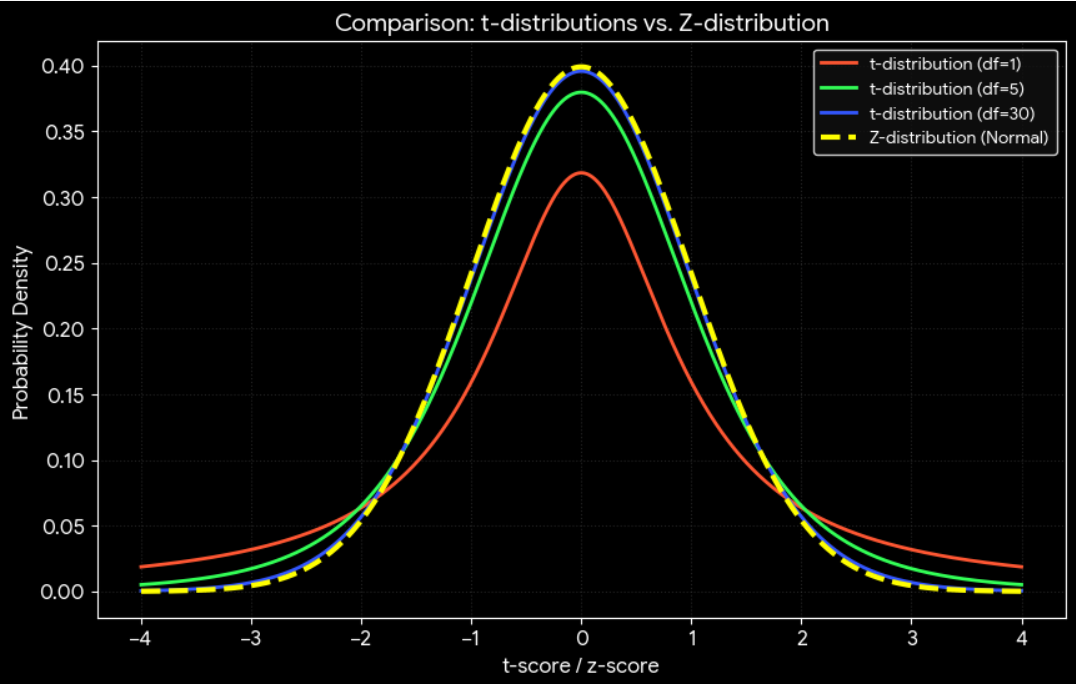 Comparison: t-distributions vs. Z-distribution
t-distribution (df=1)
t-distribution (df=5)
t-distribution (df=30)
Z-distribution (Normal)
Probability Density
0.40
0.35
0.30
0.25
0.20
0.15
0.10
0.05
0.00
−4
−3
−2
−1
0
1
2
3
4
t-score / z-score